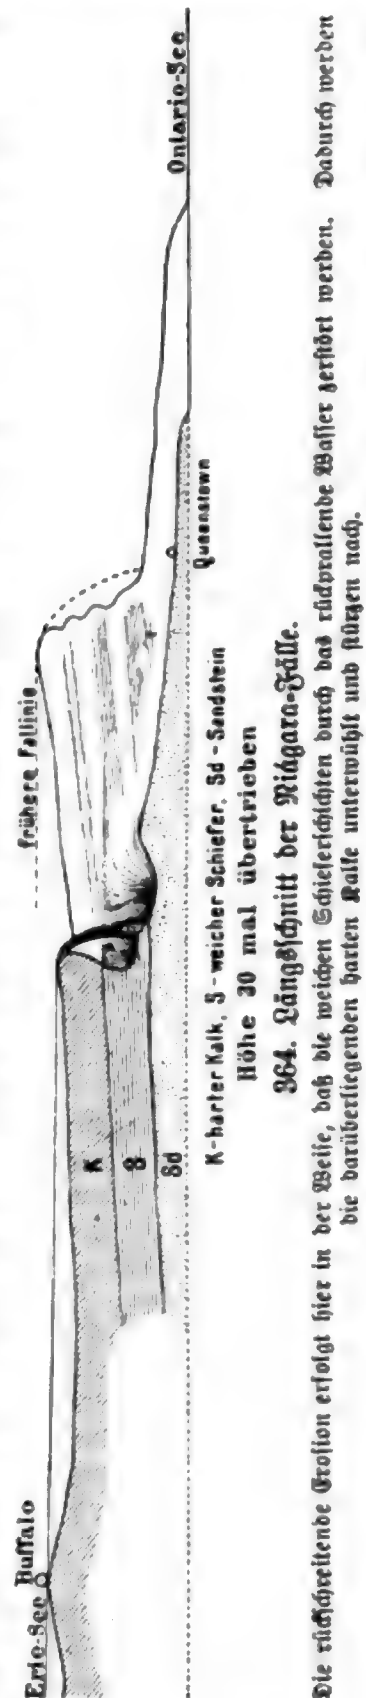 Erie-See Buffalo
frühere Fallinie
Ontario-See
K
S
Sd
Queenstown
K-harter Kalk, S-weicher Schiefer, Sd-Sandstein
Höhe 30 mal übertrieben
364. Längsschnitt der Niagara-Fälle.
Die rückschreitende Erosion erfolgt hier in der Weise, daß die weichen Schieferschichten durch das rückprallende Wasser zerstört werden. Dadurch werden
die darüberliegenden harten Kalke unterwühlt und stürzen nach.